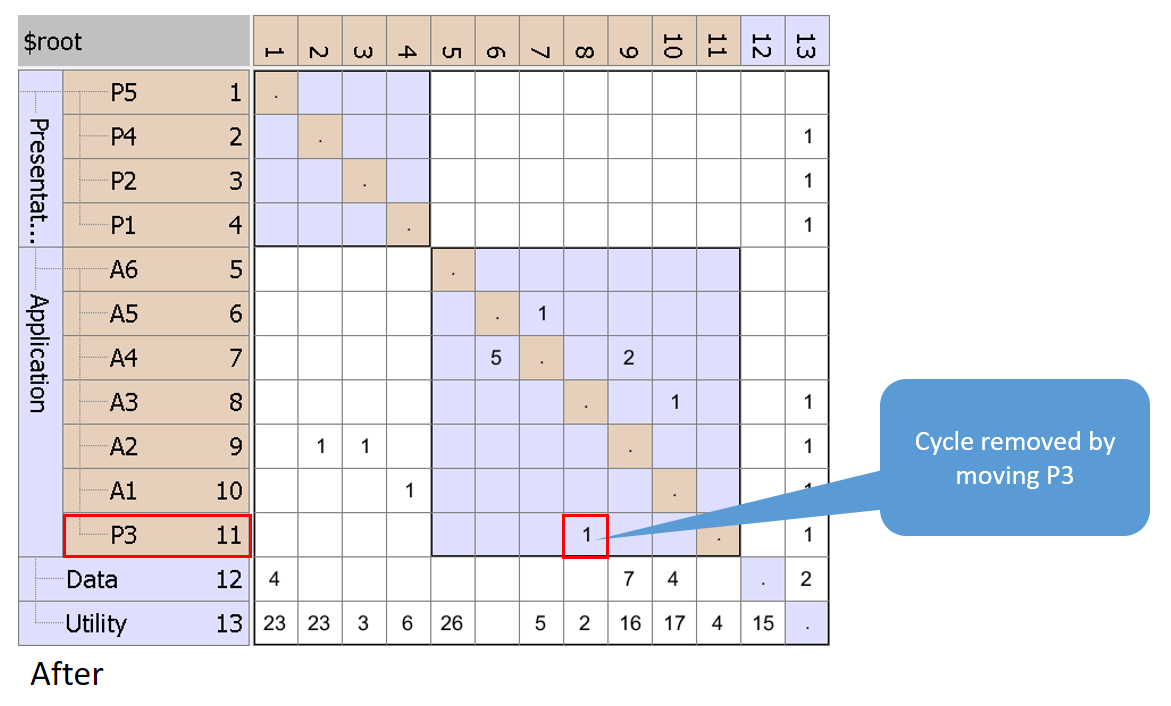 $root 1 2 3 4 5 6 7 8 9 10 11 12 13
Presentat...
Application
P5 1 .
P4 2 . 1
P2 3 . 1
P1 4 . 1
A6 5 .
A5 6 . 1
A4 7 5 . 2
A3 8 . 1 1
A2 9 1 1 . 1
A1 10 1 . 1
P3 11 1 . 1
Data 12 4 7 4 . 2
Utility 13 23 23 3 6 26 5 2 16 17 4 15 .
Cycle removed by
moving P3
After